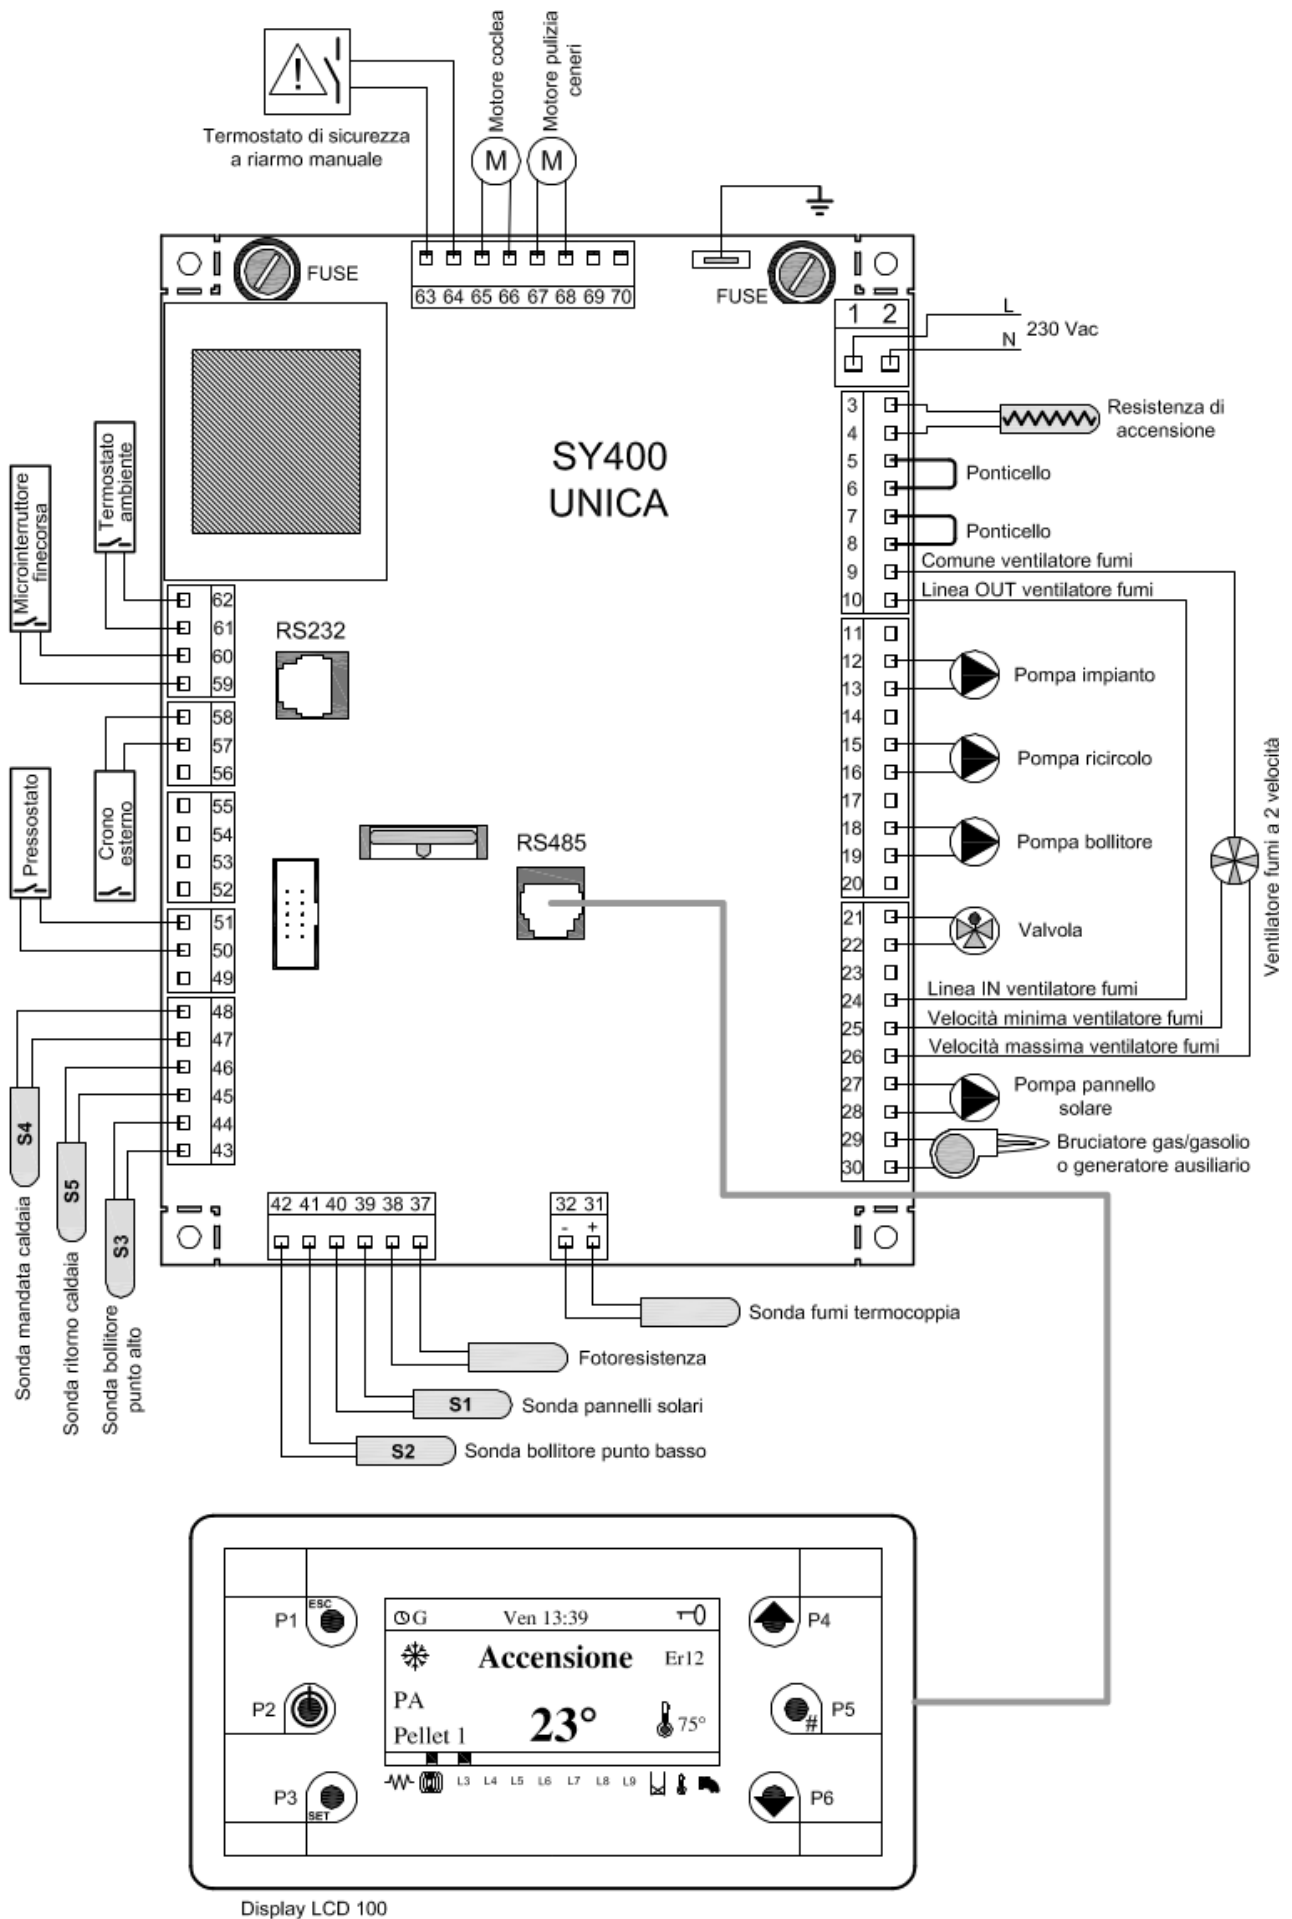 Motore coclea
Motore pulizia
ceneri
Termostato di sicurezza
a riarmo manuale
M
M
FUSE
FUSE
63 64 65 66 67 68 69 70
1 2
L
N
230 Vac
SY400
UNICA
3
4
5
6
7
8
9
10
Resistenza di
accensione
Ponticello
Ponticello
Comune ventilatore fumi
Linea OUT ventilatore fumi
Microinterruttore
finecorsa
Termostato
ambiente
62
61
60
59
RS232
58
57
56
Pressostato
Crono
esterno
55
54
53
52
RS485
51
50
49
48
47
46
45
44
43
11
12
13
14
15
16
17
18
19
20
Pompa impianto
Pompa ricircolo
Pompa bollitore
Ventilatore fumi a 2 velocità
21
22
23
24
25
26
27
28
29
30
Valvola
Linea IN ventilatore fumi
Velocità minima ventilatore fumi
Velocità massima ventilatore fumi
Pompa pannello
solare
Bruciatore gas/gasolio
o generatore ausiliario
S4
S5
S3
Sonda mandata caldaia
Sonda ritorno caldaia
Sonda bollitore
punto alto
42 41 40 39 38 37
32 31
- +
Sonda fumi termocoppia
Fotoresistenza
S1
Sonda pannelli solari
S2
Sonda bollitore punto basso
P1
ESC
P2
P3
SET
G
Ven 13:39
Accensione
Er12
PA
Pellet 1
23°
75°
L3 L4 L5 L6 L7 L8 L9
P4
P5
#
P6
Display LCD 100